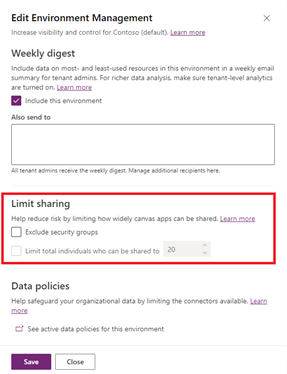 Edit Environment Management
Increase visibility and control for Contoso (default). Learn more
Weekly digest
Include data on most- and least-used resources in this environment in a weekly email
summary for tenant admins. For richer data analysis, make sure tenant-level analytics
are turned on. Learn more
Include this environment
Also send to
All tenant admins receive the weekly digest. Manage additional recipients here.
Limit sharing
Help reduce risk by limiting how widely canvas apps can be shared. Learn more
Exclude security groups
Limit total individuals who can be shared to 20
Data policies
Help safeguard your organizational data by limiting the connectors available. Learn
more
See active data policies for this environment
Save Close